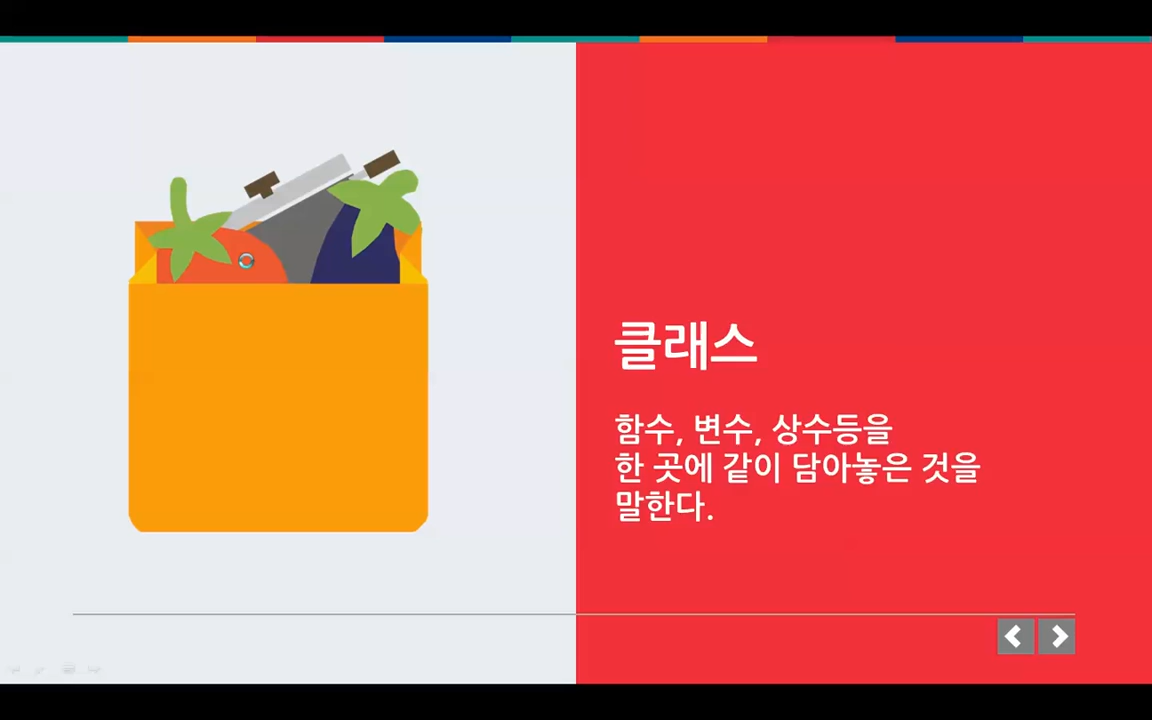 클래스
함수, 변수, 상수등을
한 곳에 같이 담아놓은 것을
말한다.